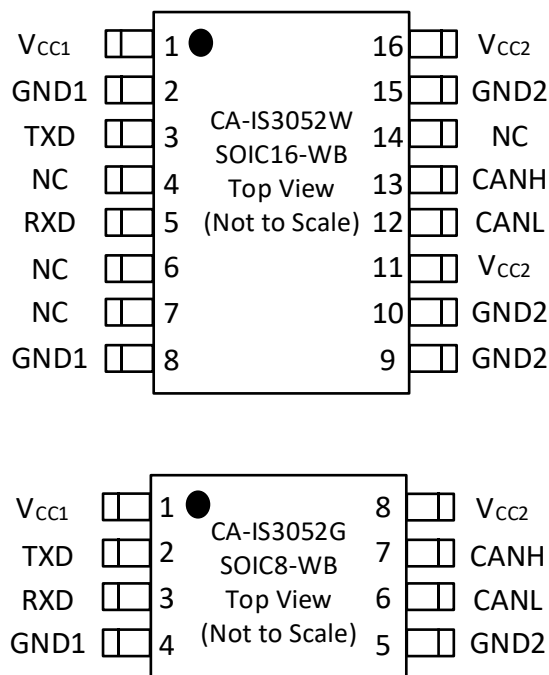 VCC1 1 16 VCC2
GND1 2 15 GND2
TXD 3 CA-IS3052W 14 NC
NC 4 SOIC16-WB 13 CANH
RXD 5 Top View 12 CANL
(Not to Scale)
NC 6 11 VCC2
NC 7 10 GND2
GND1 8 9 GND2
VCC1 1 8 VCC2
TXD 2 CA-IS3052G 7 CANH
SOIC8-WB
RXD 3 Top View 6 CANL
GND1 4 (Not to Scale) 5 GND2